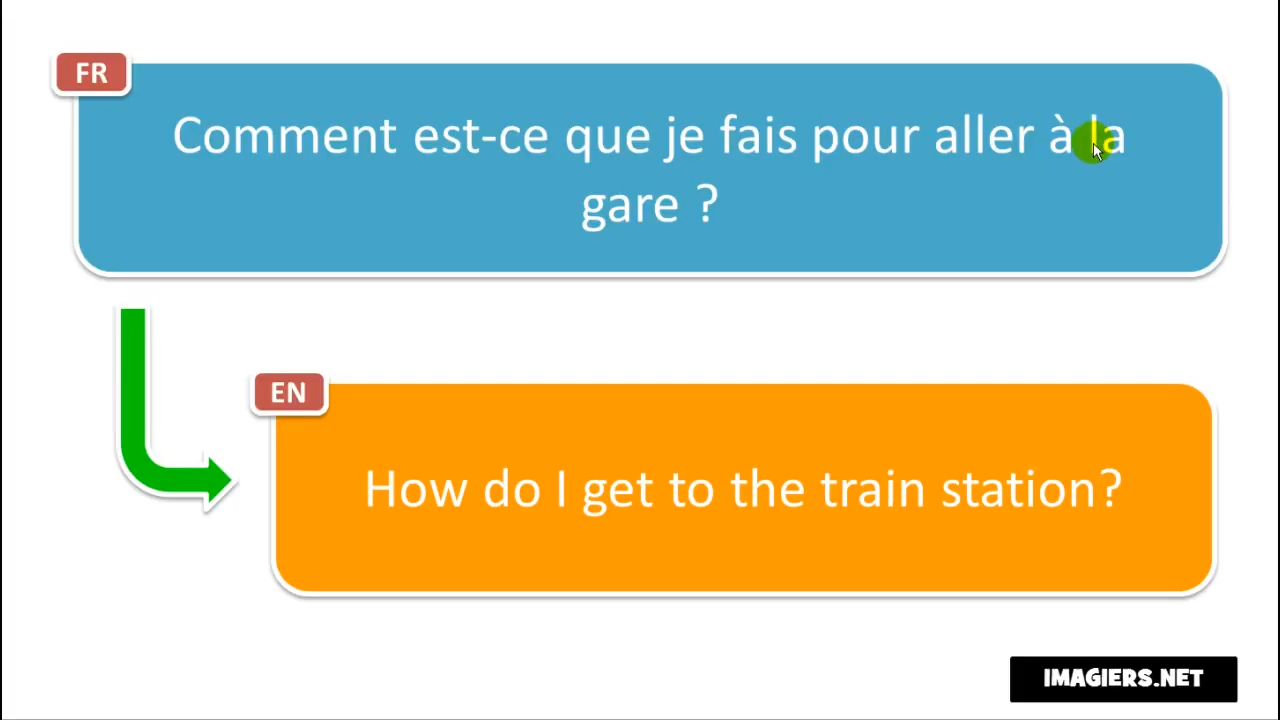 FR
Comment est-ce que je fais pour aller à la
gare ?
EN
How do I get to the train station?
IMAGIERS.NET